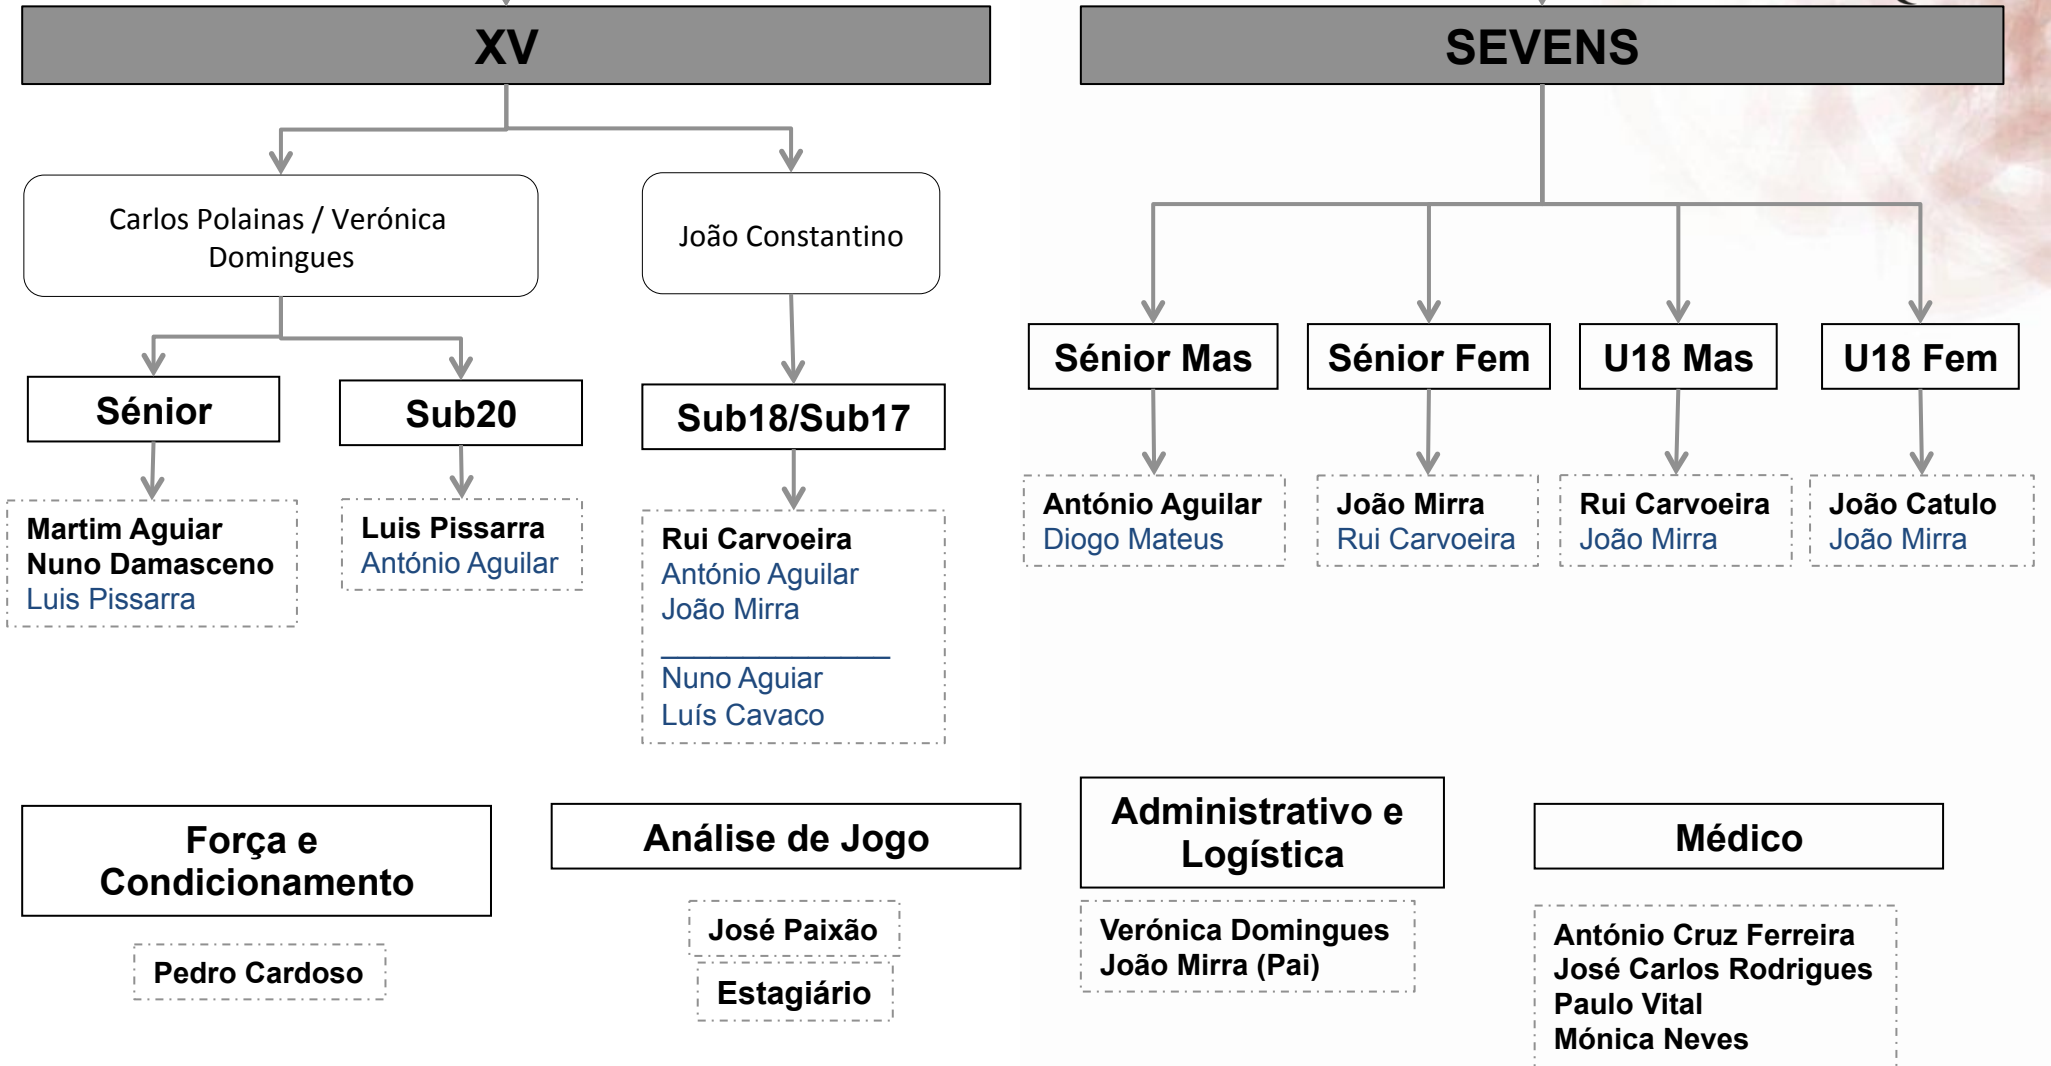 XV
SEVENS
Carlos Polainas / Verónica
Domingues
João Constantino
Sénior
Sub20
Sub18/Sub17
Sénior Mas
Sénior Fem
U18 Mas
U18 Fem
Martim Aguiar
Nuno Damasceno
Luis Pissarra
Luis Pissarra
António Aguilar
Rui Carvoeira
António Aguilar
João Mirra
Nuno Aguiar
Luís Cavaco
António Aguilar
Diogo Mateus
João Mirra
Rui Carvoeira
Rui Carvoeira
João Mirra
João Catulo
João Mirra
Força e
Condicionamento
Pedro Cardoso
Análise de Jogo
José Paixão
Estagiário
Administrativo e
Logística
Verónica Domingues
João Mirra (Pai)
Médico
António Cruz Ferreira
José Carlos Rodrigues
Paulo Vital
Mónica Neves